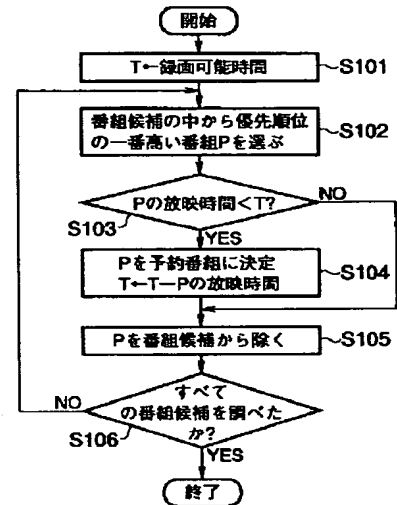 開始
T←録画可能時間
S101
番組候補の中から優先順位
の一番高い番組Pを選ぶ
S102
Pの放映時間<T?
NO
S103
YES
Pを予約番組に決定
T←T−Pの放映時間
S104
Pを番組候補から除く
S105
すべて
の番組候補を調べた
か?
NO
S106
YES
終了